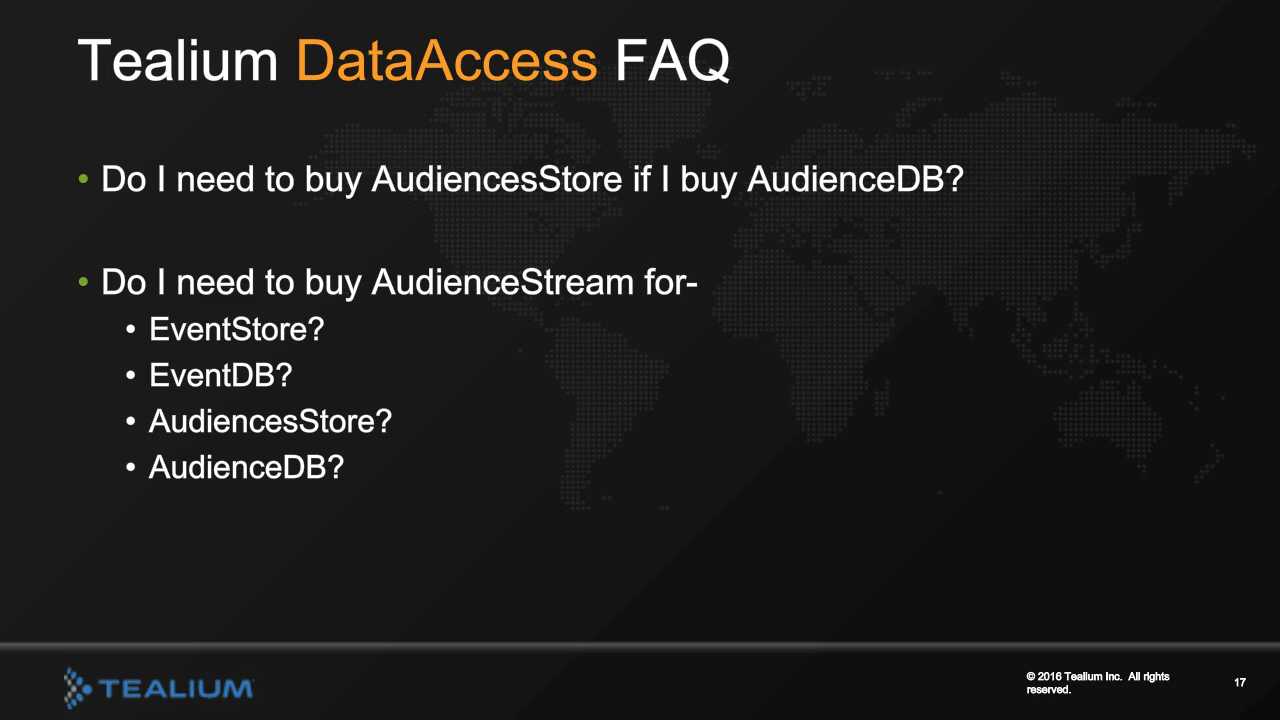 Tealium DataAccess FAQ
• Do I need to buy AudiencesStore if I buy AudienceDB?
• Do I need to buy AudienceStream for-
• EventStore?
• EventDB?
• AudiencesStore?
• AudienceDB?
TEALIUM
© 2016 Tealium Inc. All rights
reserved.
17